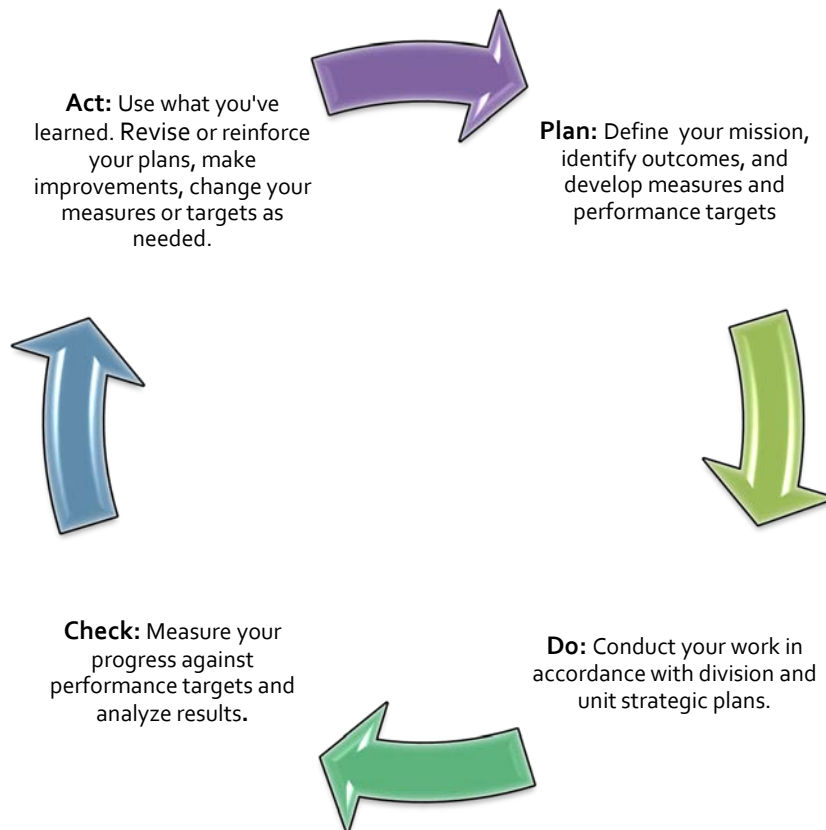 Act: Use what you've
learned. Revise or reinforce
your plans, make
improvements, change your
measures or targets as
needed.
Plan: Define  your mission,
identify outcomes, and
develop measures and
performance targets
Check: Measure your
progress against
performance targets and
analyze results.
Do: Conduct your work in
accordance with division and
unit strategic plans.